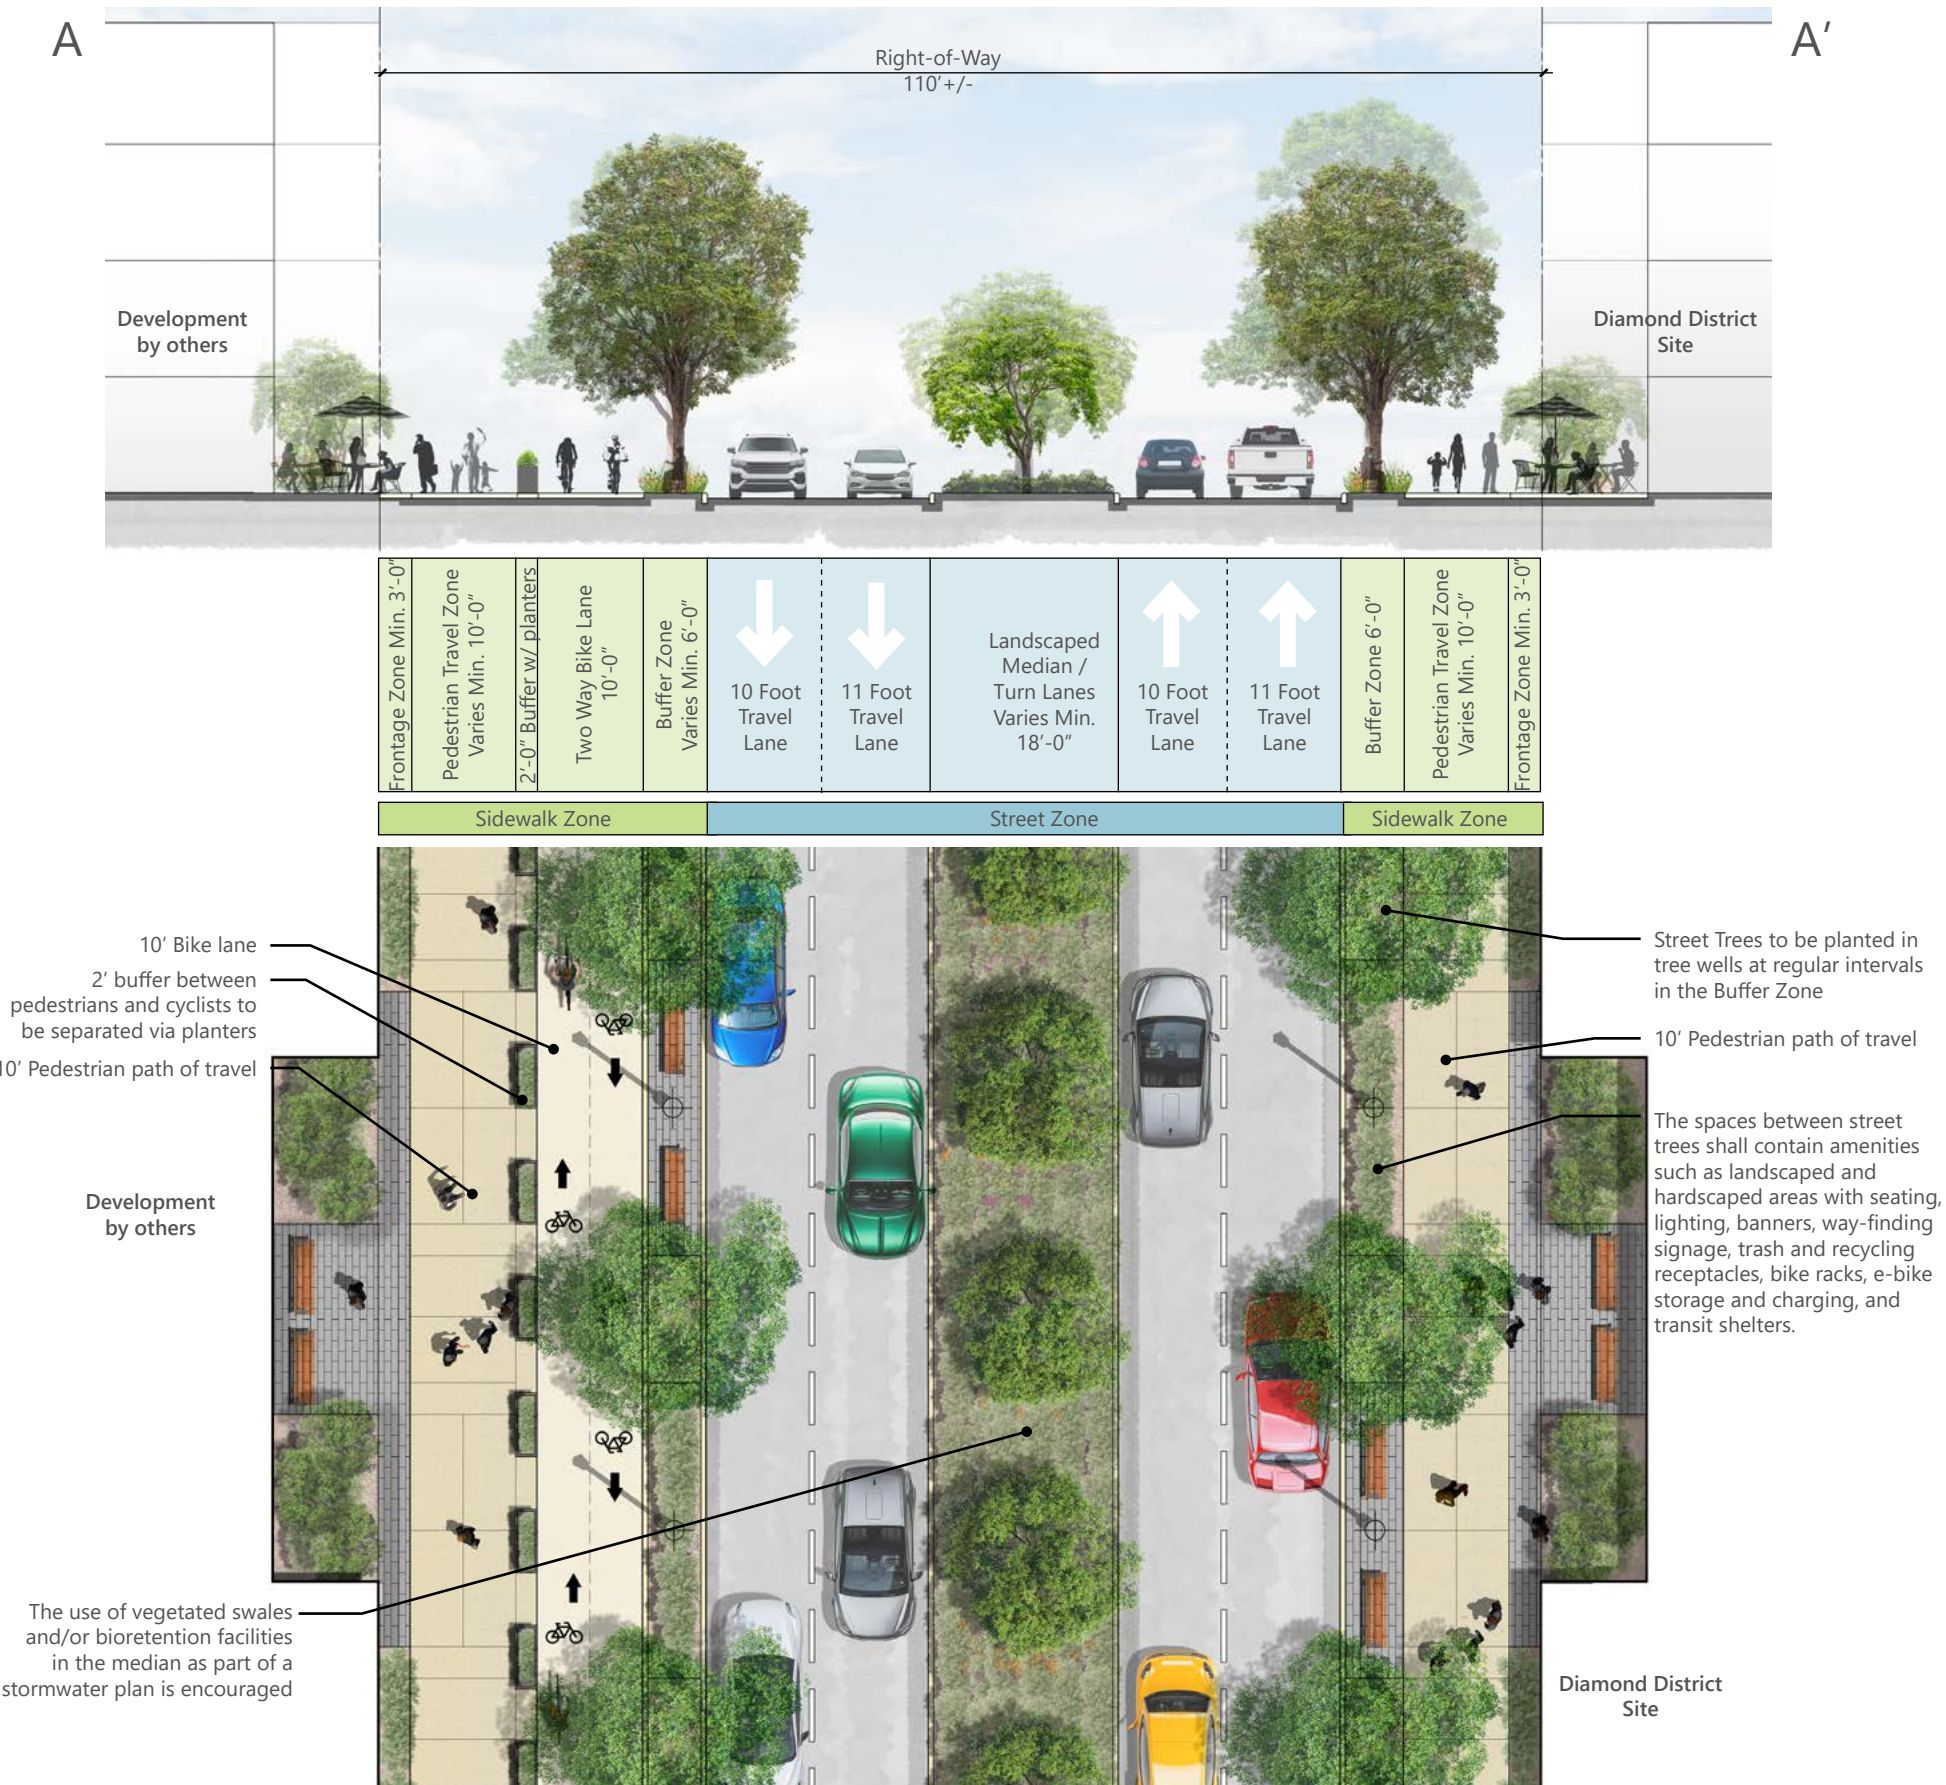 A
A'
Right-of-Way
110'+/-
Development
by others
Diamond District
Site
Frontage Zone Min. 3'-0"
Pedestrian Travel Zone
Varies Min. 10'-0"
2'-0" Buffer w/ planters
Two Way Bike Lane
10'-0"
Buffer Zone
Varies Min. 6'-0"
10 Foot
Travel
Lane
11 Foot
Travel
Lane
Landscaped
Median /
Turn Lanes
Varies Min.
18'-0"
10 Foot
Travel
Lane
11 Foot
Travel
Lane
Buffer Zone 6'-0"
Pedestrian Travel Zone
Varies Min. 10'-0"
Frontage Zone Min. 3'-0"
Sidewalk Zone
Street Zone
Sidewalk Zone
10' Bike lane
2' buffer between
pedestrians and cyclists to
be separated via planters
10' Pedestrian path of travel
Development
by others
The use of vegetated swales
and/or bioretention facilities
in the median as part of a
stormwater plan is encouraged
Street Trees to be planted in
tree wells at regular intervals
in the Buffer Zone
10' Pedestrian path of travel
The spaces between street
trees shall contain amenities
such as landscaped and
hardscaped areas with seating,
lighting, banners, way-finding
signage, trash and recycling
receptacles, bike racks, e-bike
storage and charging, and
transit shelters.
Diamond District
Site